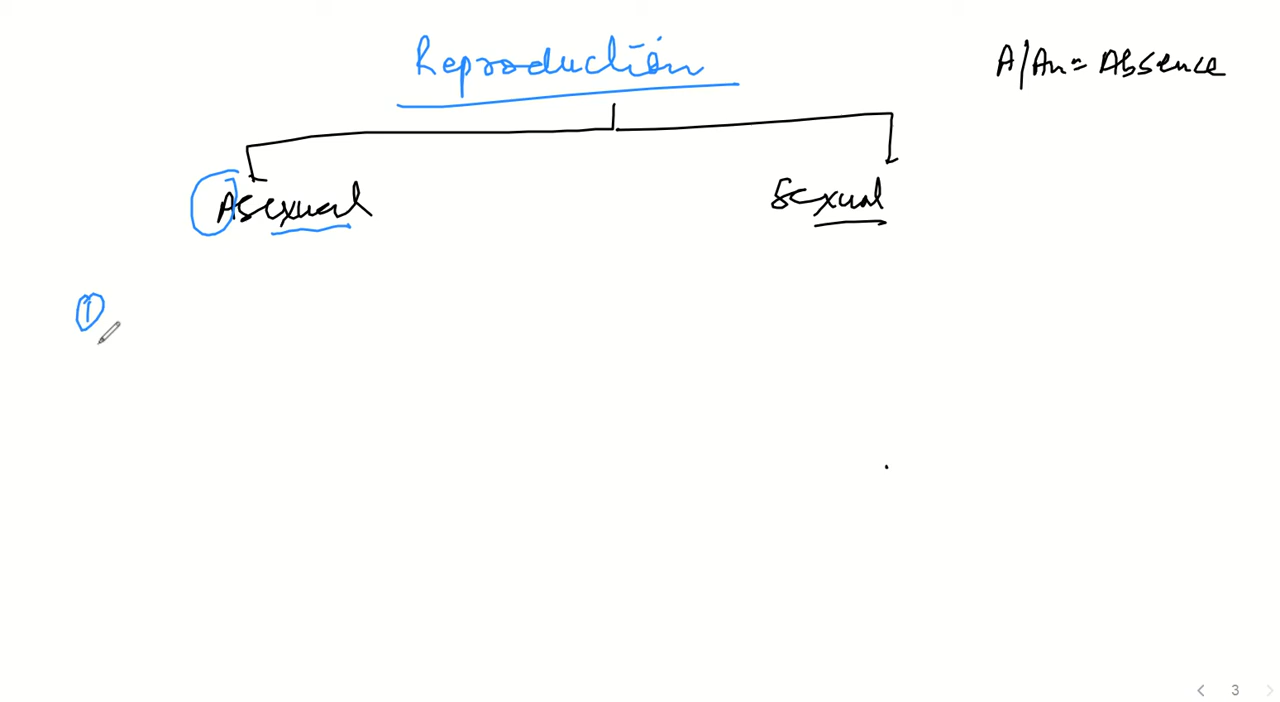 Reproduction
A/An = Absence
Asexual
Sexual
①
3